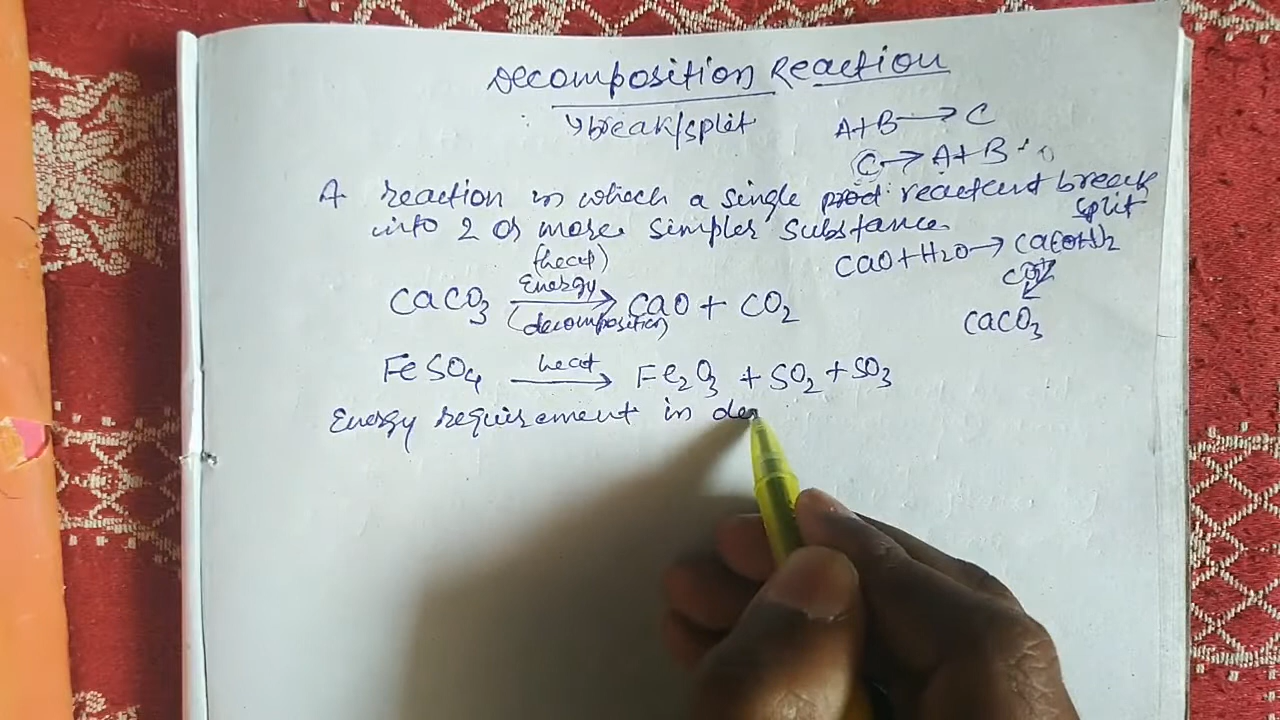 Decomposition Reaction
↳break/split
A+B → C
C → A+B
A reaction in which a single reactant break
split
into 2 or more simpler substance
CaO + H2O → Ca(OH)2
(heat)
Energy
CaCO3 → CaO + CO2
(decomposition)
CO2
CaCO3
heat
FeSO4 → Fe2O3 + SO2 + SO3
Energy requirement in de